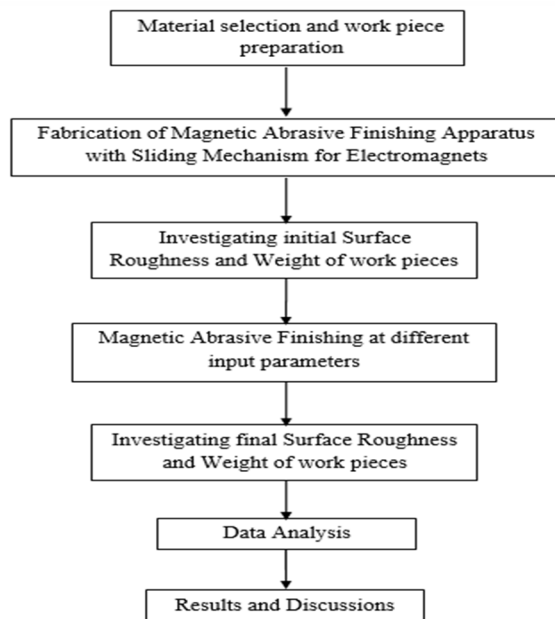 Material selection and work piece
preparation
Fabrication of Magnetic Abrasive Finishing Apparatus
with Sliding Mechanism for Electromagnets
Investigating initial Surface
Roughness and Weight of work pieces
Magnetic Abrasive Finishing at different
input parameters
Investigating final Surface Roughness
and Weight of work pieces
Data Analysis
Results and Discussions